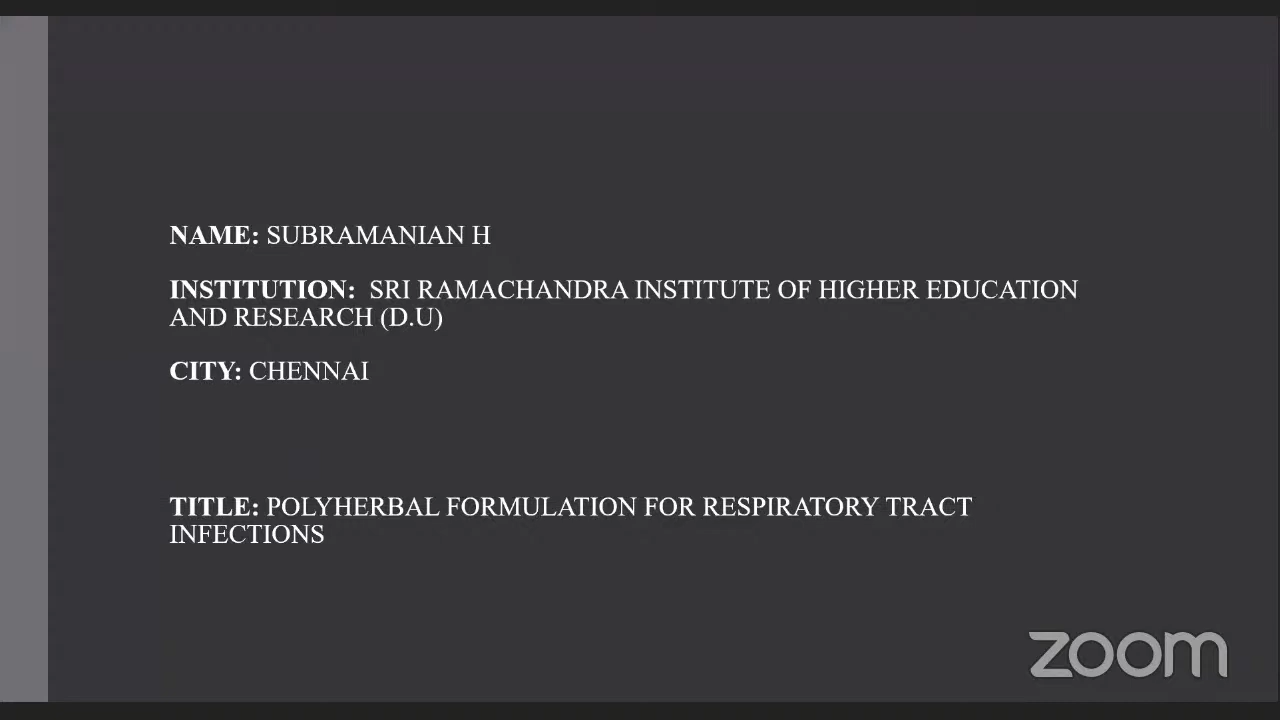 NAME: SUBRAMANIAN H
INSTITUTION: SRI RAMACHANDRA INSTITUTE OF HIGHER EDUCATION
AND RESEARCH (D.U)
CITY: CHENNAI
TITLE: POLYHERBAL FORMULATION FOR RESPIRATORY TRACT
INFECTIONS
zoom